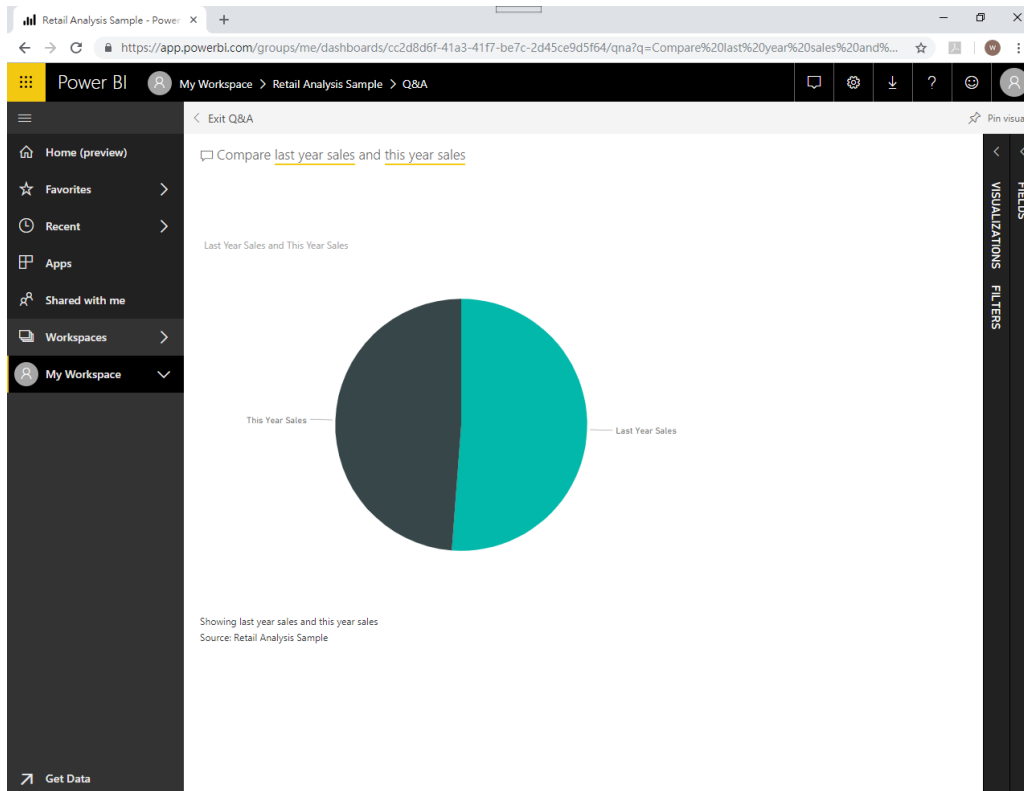 Retail Analysis Sample - Power
https://app.powerbi.com/groups/me/dashboards/cc2d8d6f-41a3-41f7-be7c-2d45ce9d5f64/qna?q=Compare%20last%20year%20sales%20and%...
W
Power BI My Workspace > Retail Analysis Sample > Q&A
Exit Q&A
Pin visua
Home (preview)
Favorites
Recent
Apps
Shared with me
Workspaces
My Workspace
Get Data
Compare last year sales and this year sales
Last Year Sales and This Year Sales
This Year Sales
Last Year Sales
Showing last year sales and this year sales
Source: Retail Analysis Sample
VISUALIZATIONS
FILTERS
FIELDS